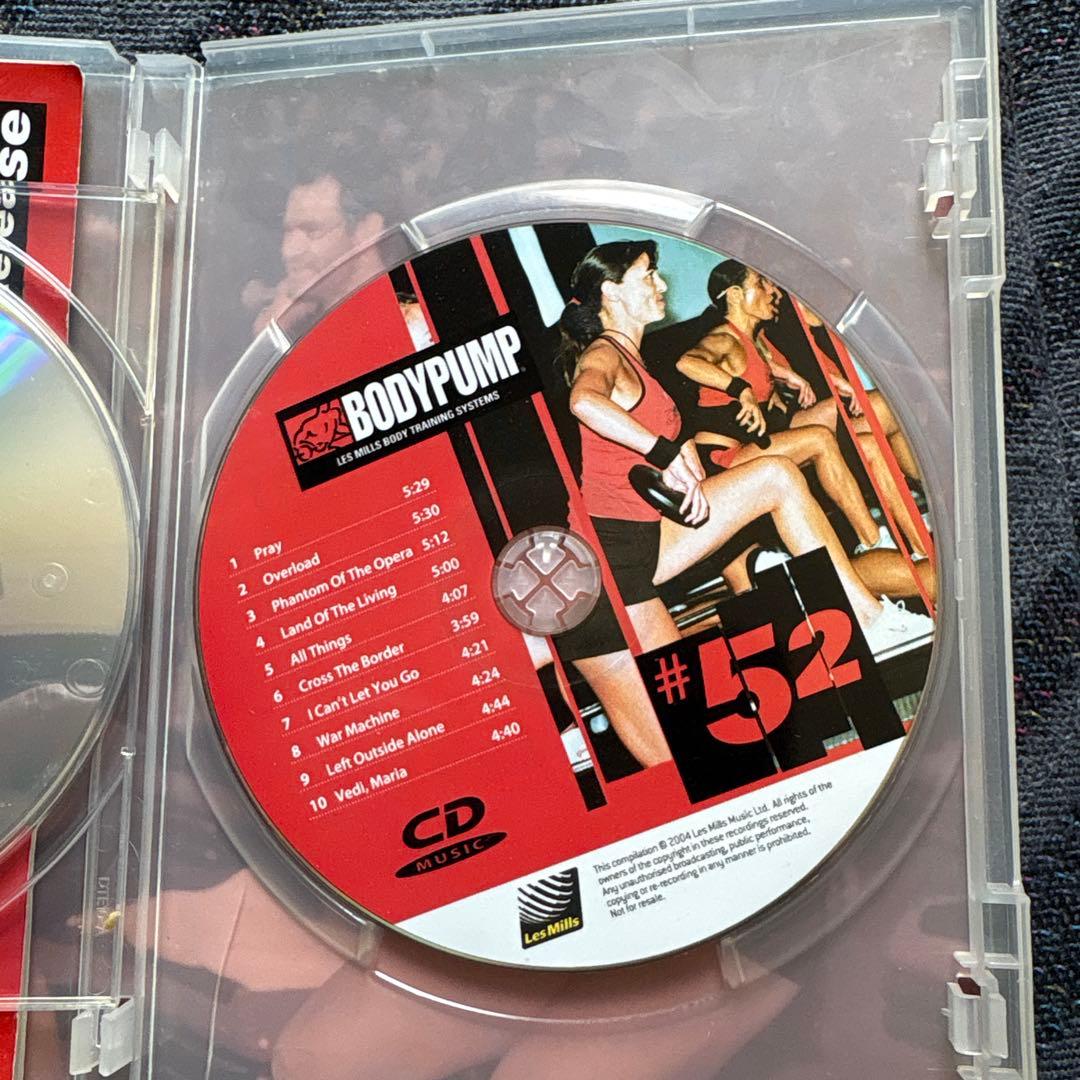 ease
BODYPUMP
LES MILLS BODY TRAINING SYSTEMS
1 Pray 5:29
2 Overload 5:30
3 Phantom Of The Opera 5:12
4 Land Of The Living 5:00
5 All Things 4:07
6 Cross The Border 3:59
7 I Can't Let You Go 4:21
8 War Machine 4:24
9 Left Outside Alone 4:44
10 Vedi, Maria 4:40
#52
CD
MUSIC
LesMills
This compilation ℗ 2004 Les Mills Music Ltd. All rights of the
owners of the copyright in these recordings reserved.
Any unauthorised broadcasting, public performance,
copying or re-recording in any manner is prohibited.
Not for resale.